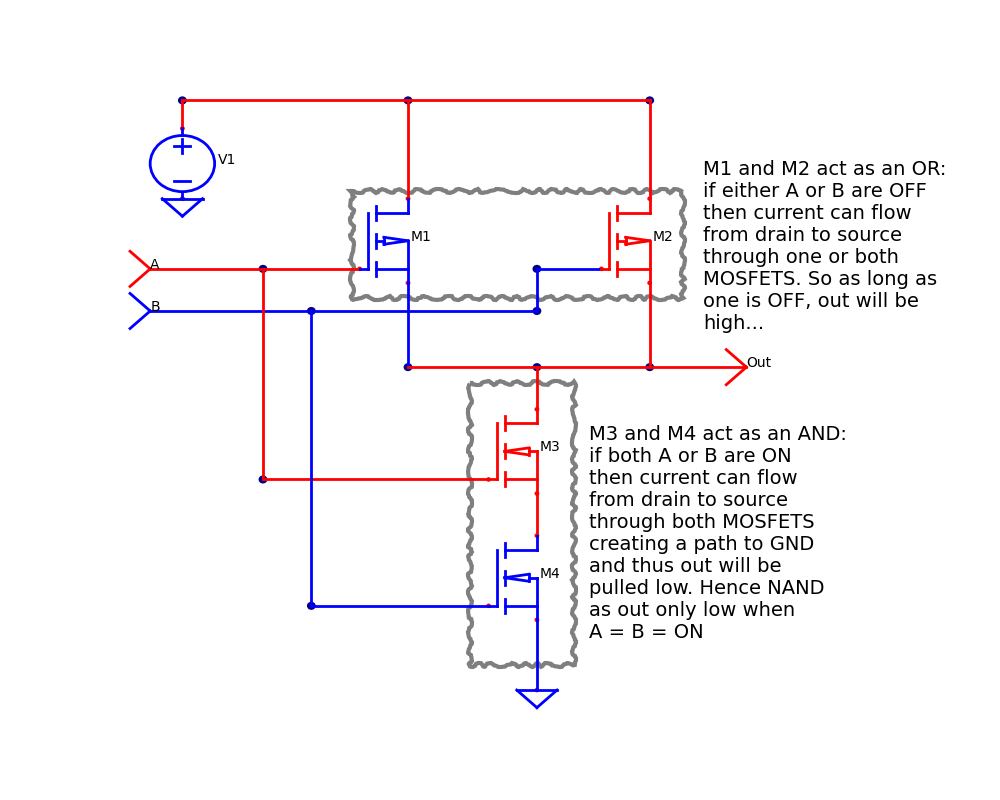 V1
M1 and M2 act as an OR:
if either A or B are OFF
then current can flow
from drain to source
through one or both
MOSFETS. So as long as
one is OFF, out will be
high...
M1
M2
A
B
Out
M3 and M4 act as an AND:
if both A or B are ON
then current can flow
from drain to source
through both MOSFETS
creating a path to GND
and thus out will be
pulled low. Hence NAND
as out only low when
A = B = ON
M3
M4